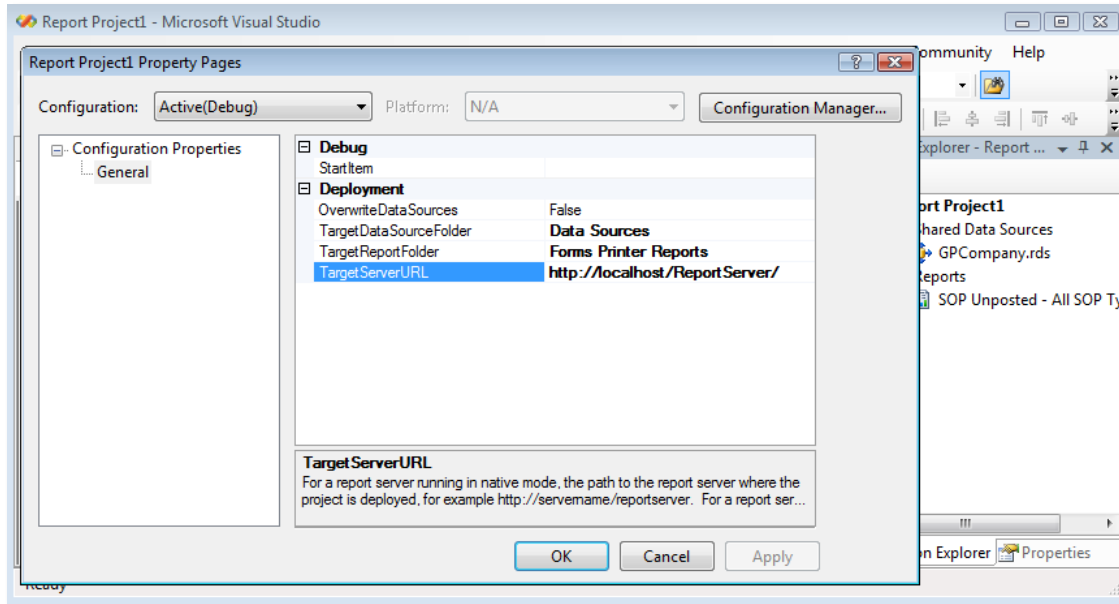 Report Project1 - Microsoft Visual Studio
Report Project1 Property Pages
ommunity Help
Configuration: Active(Debug) Platform: N/A Configuration Manager...
Configuration Properties
General
Debug
StartItem
Deployment
OverwriteDataSources False
TargetDataSourceFolder Data Sources
TargetReportFolder Forms Printer Reports
TargetServerURL http://localhost/ReportServer/
TargetServerURL
For a report server running in native mode, the path to the report server where the
project is deployed, for example http://servername/reportserver. For a report ser...
OK Cancel Apply
xplorer - Report ...
ort Project1
hared Data Sources
GPCompany.rds
eports
SOP Unposted - All SOP Ty
n Explorer Properties
Ready